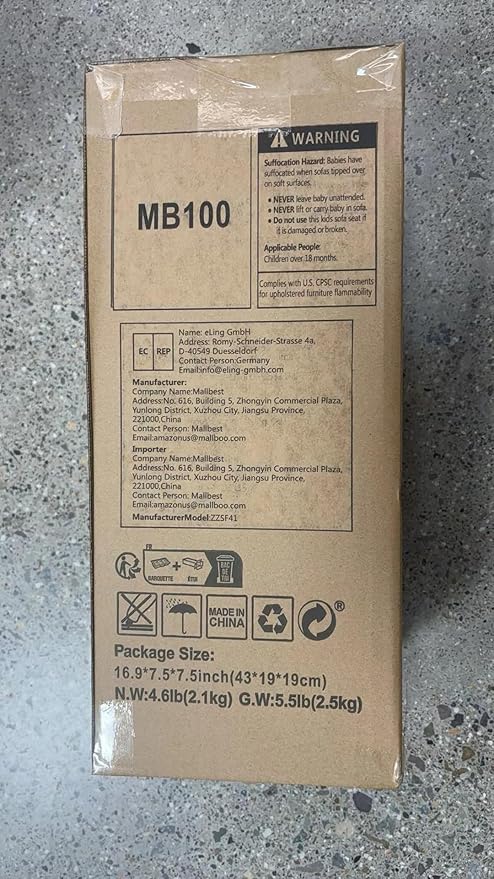 WARNING
Suffocation Hazard: Babies have
suffocated when sofas tipped over
on soft surfaces.
• NEVER leave baby unattended.
• NEVER lift or carry baby in sofa.
• Do not use this kids sofa seat if
it is damaged or broken.
Applicable People:
Children over 18 months.
Complies with U.S. CPSC requirements
for upholstered furniture flammability
MB100
EC REP
Name: eLing GmbH
Address: Romy-Schneider-Strasse 4a,
D-40549 Duesseldorf
Contact Person:Germany
Email:info@eling-gmbh.com
Manufacturer:
Company Name:Mallbest
Address:No. 616, Building 5, Zhongyin Commercial Plaza,
Yunlong District, Xuzhou City, Jiangsu Province,
221000,China
Contact Person: Mallbest
Email:amazonus@mallboo.com
Importer
Company Name:Mallbest
Address:No. 616, Building 5, Zhongyin Commercial Plaza,
Yunlong District, Xuzhou City, Jiangsu Province,
221000,China
Contact Person: Mallbest
Email:amazonus@mallboo.com
ManufacturerModel:ZZSF41
FR
BARQUETTE + ÉTUI
BAC
DE
TRI
MADE IN
CHINA
®
Package Size:
16.9*7.5*7.5inch(43*19*19cm)
N.W:4.6lb(2.1kg) G.W:5.5lb(2.5kg)